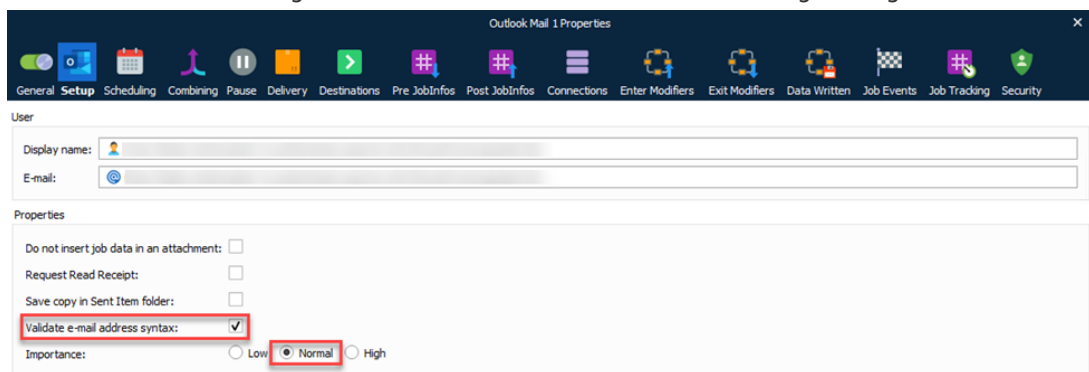 Outlook Mail 1 Properties
General Setup Scheduling Combining Pause Delivery Destinations Pre JobInfos Post JobInfos Connections Enter Modifiers Exit Modifiers Data Written Job Events Job Tracking Security
User
Display name:
E-mail:
Properties
Do not insert job data in an attachment:
Request Read Receipt:
Save copy in Sent Item folder:
Validate e-mail address syntax:
Importance: Low Normal High